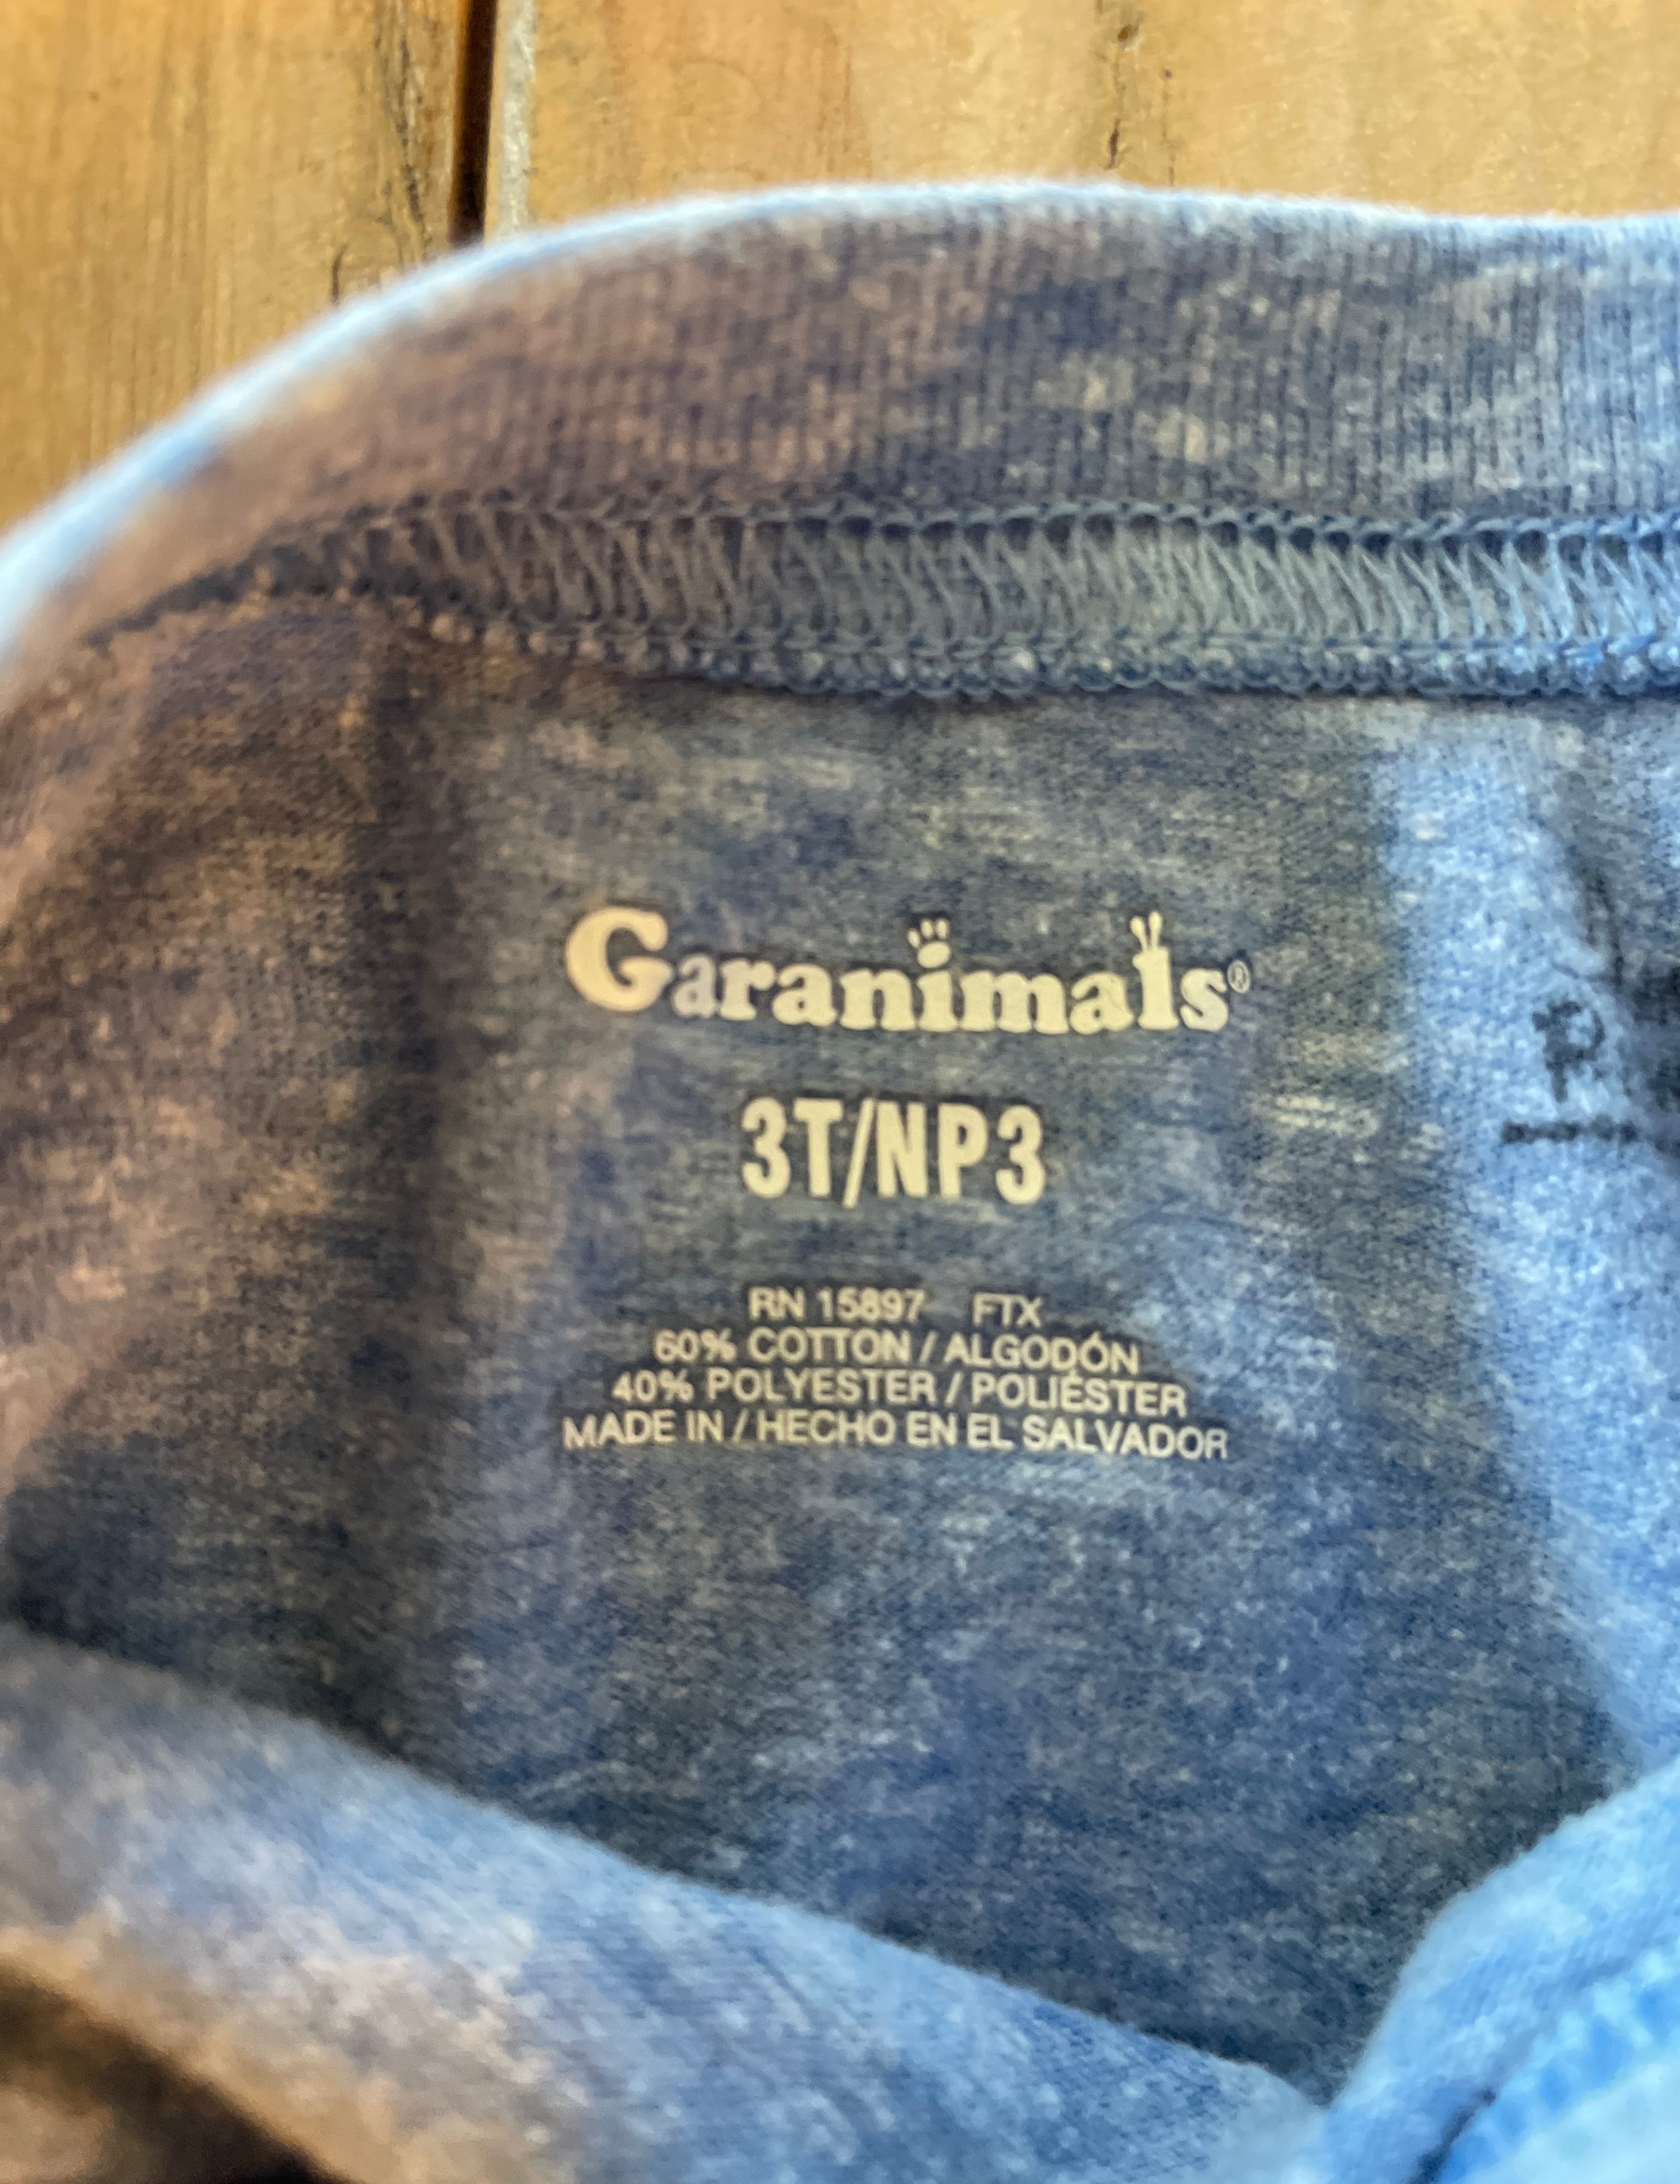 Garanimals®
3T/NP3
RN 15897 FTX
60% COTTON / ALGODÓN
40% POLYESTER / POLIÉSTER
MADE IN / HECHO EN EL SALVADOR